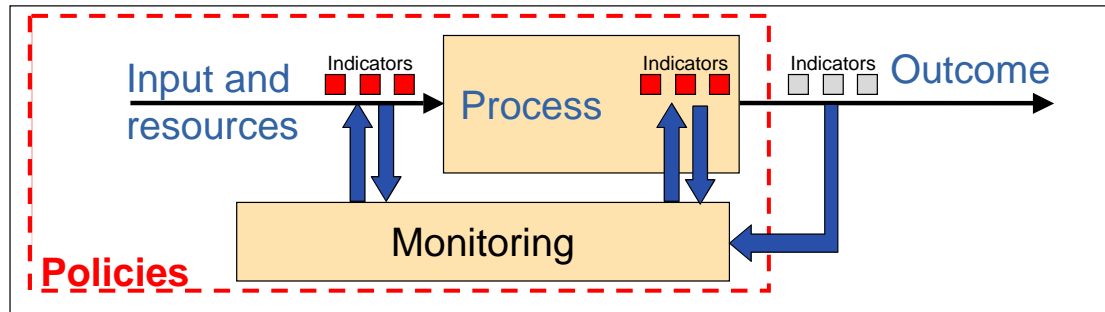 Indicators
Indicators
Indicators
Input and
resources
Process
Outcome
Monitoring
Policies